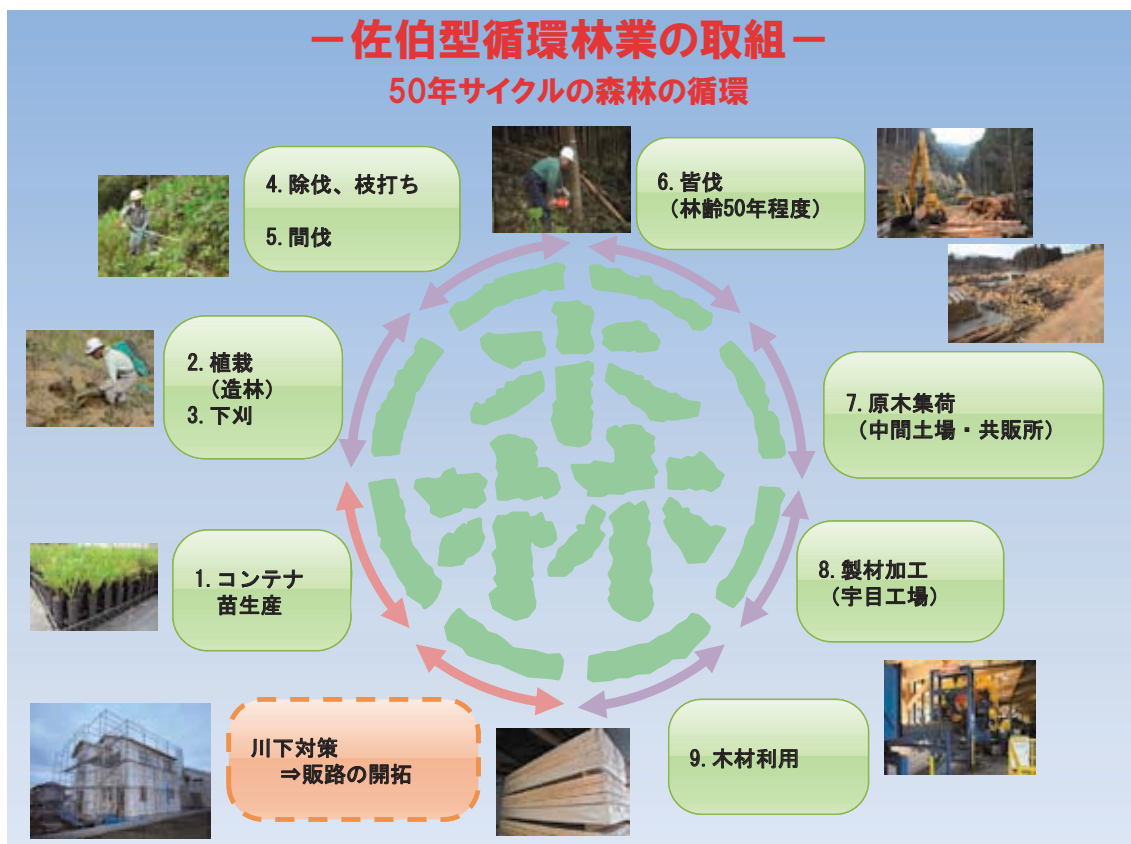 －佐伯型循環林業の取組－
50年サイクルの森林の循環
4.除伐、枝打ち
5.間伐
6.皆伐
（林齢50年程度）
2.植栽
（造林）
3.下刈
7.原木集荷
（中間土場・共販所）
森林
1.コンテナ
苗生産
8.製材加工
（宇目工場）
川下対策
⇒販路の開拓
9.木材利用